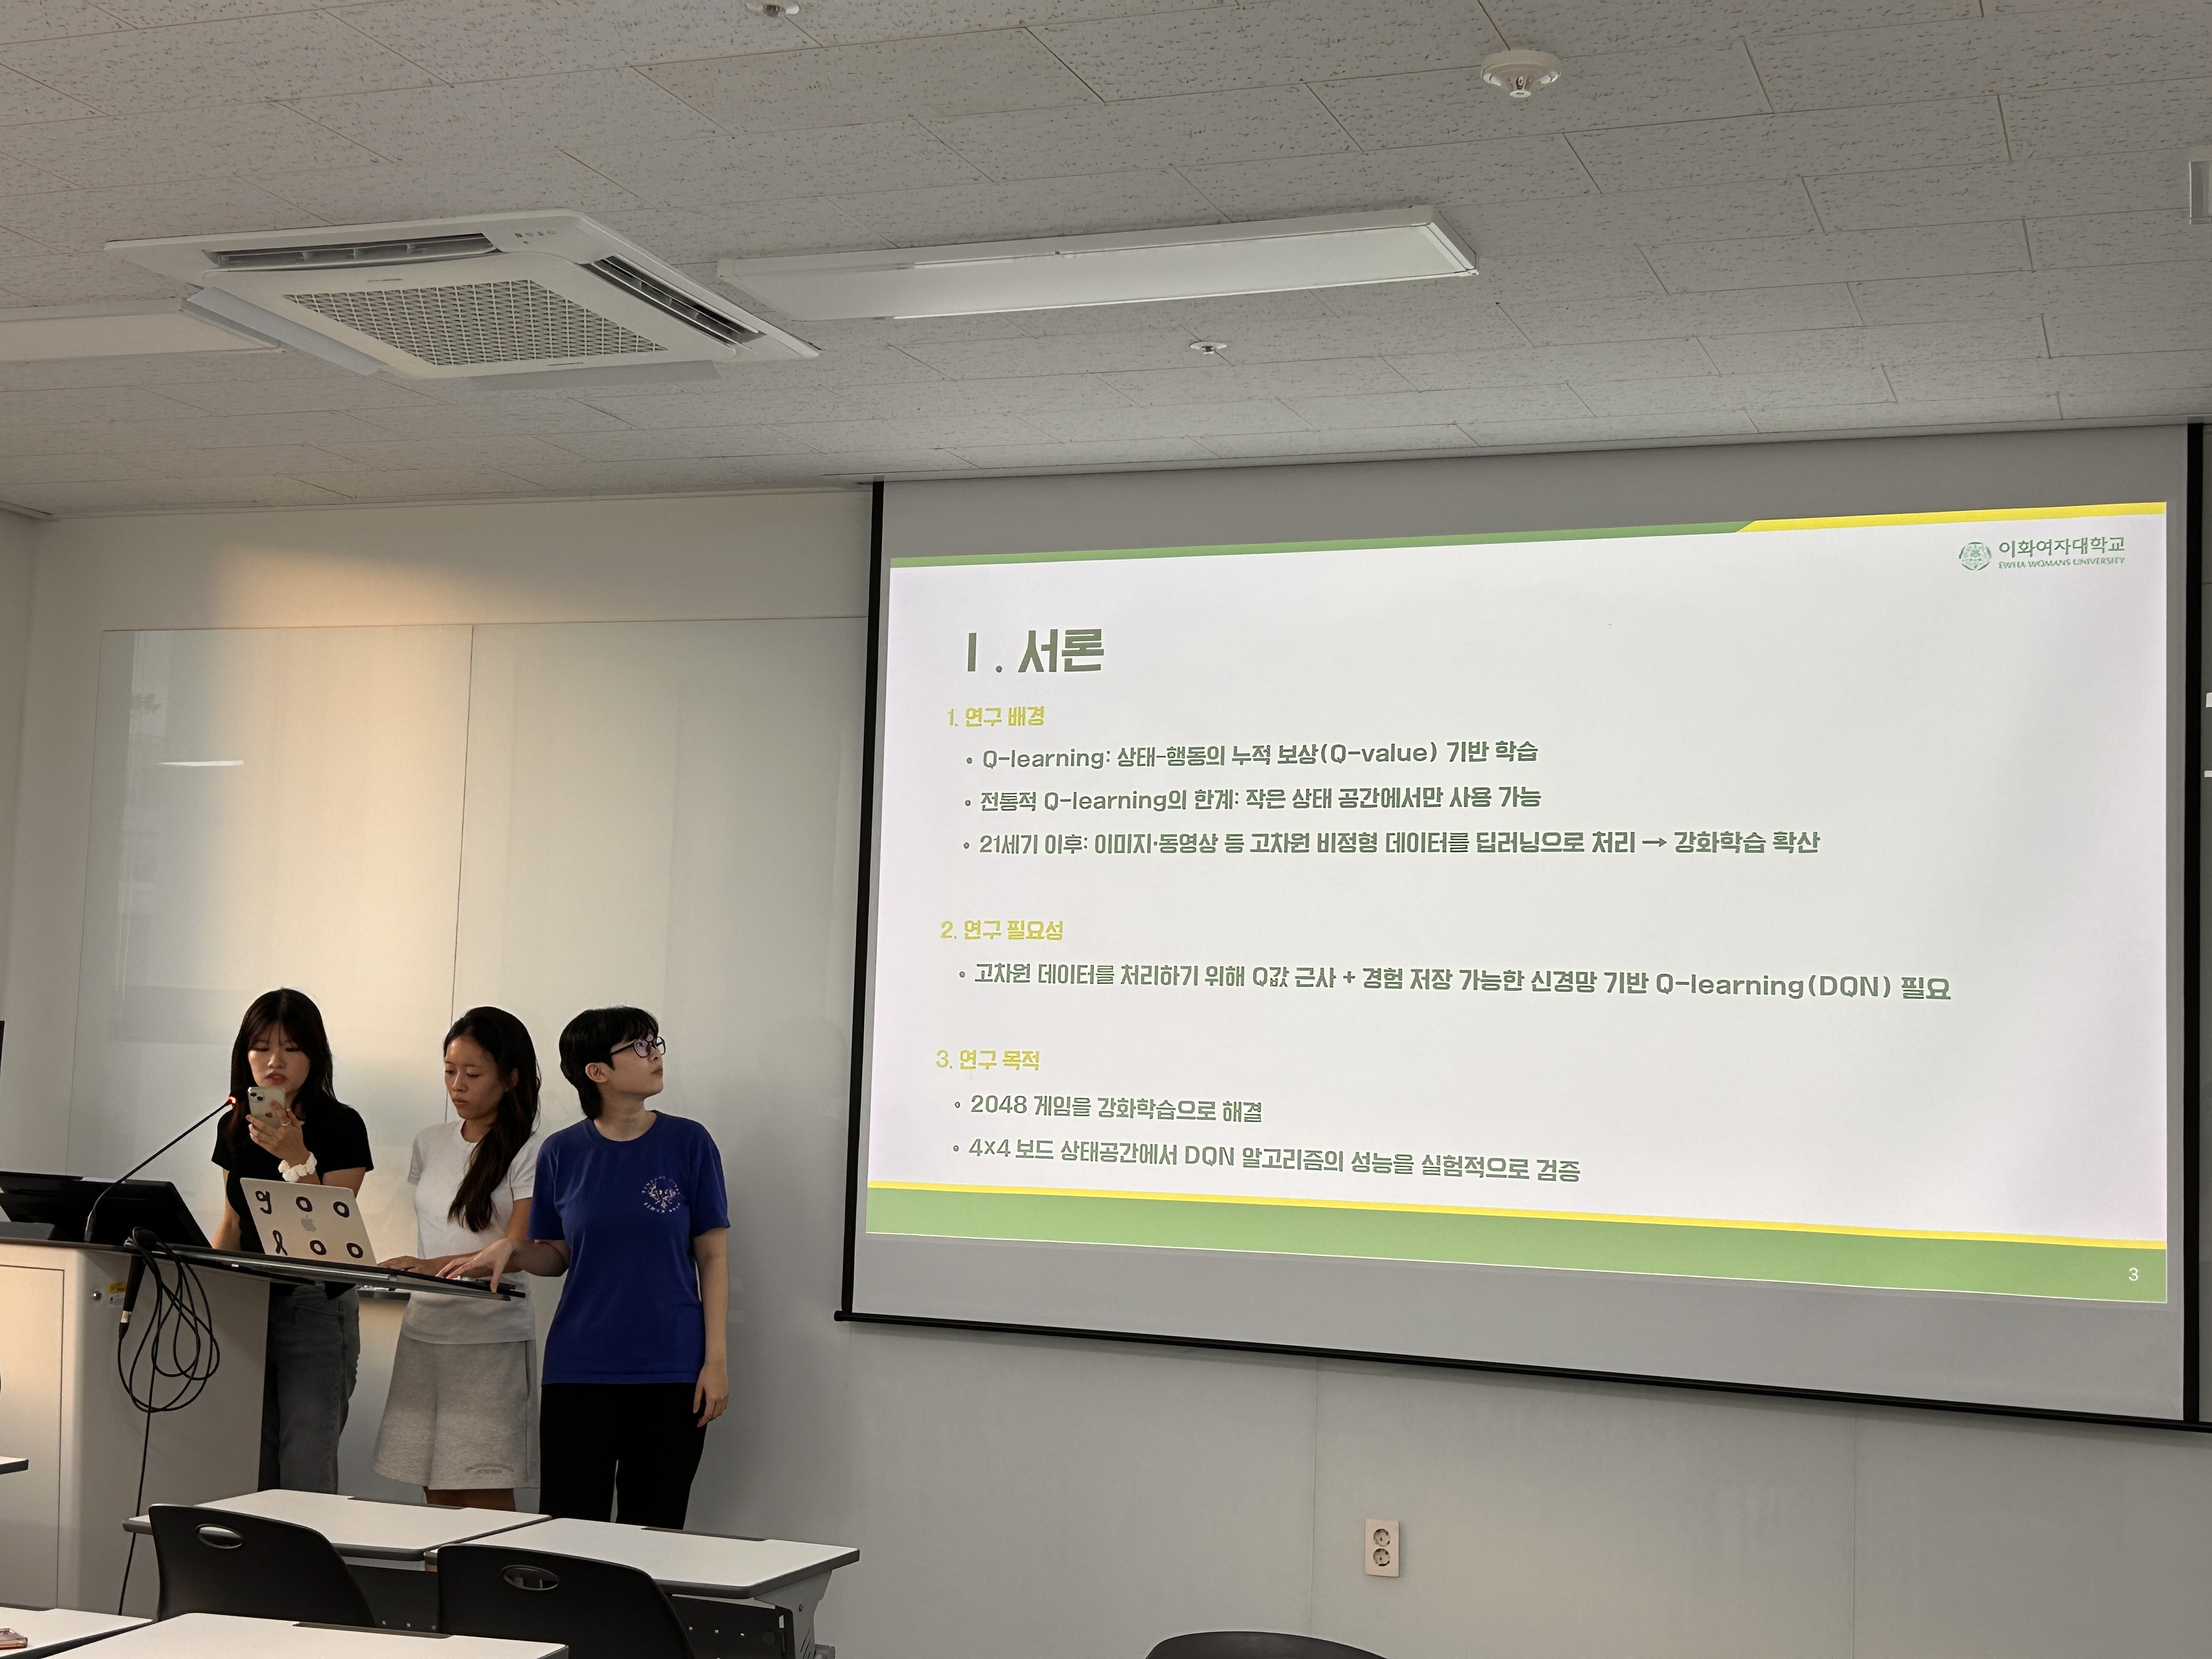 이화여자대학교
EWHA WOMANS UNIVERSITY
Ⅰ. 서론
1. 연구 배경
• Q-learning: 상태-행동의 누적 보상(Q-value) 기반 학습
• 전통적 Q-learning의 한계: 작은 상태 공간에서만 사용 가능
• 21세기 이후: 이미지·동영상 등 고차원 비정형 데이터를 딥러닝으로 처리 → 강화학습 확산
2. 연구 필요성
• 고차원 데이터를 처리하기 위해 Q값 근사 + 경험 저장 가능한 신경망 기반 Q-learning(DQN) 필요
3. 연구 목적
• 2048 게임을 강화학습으로 해결
• 4x4 보드 상태공간에서 DQN 알고리즘의 성능을 실험적으로 검증
3